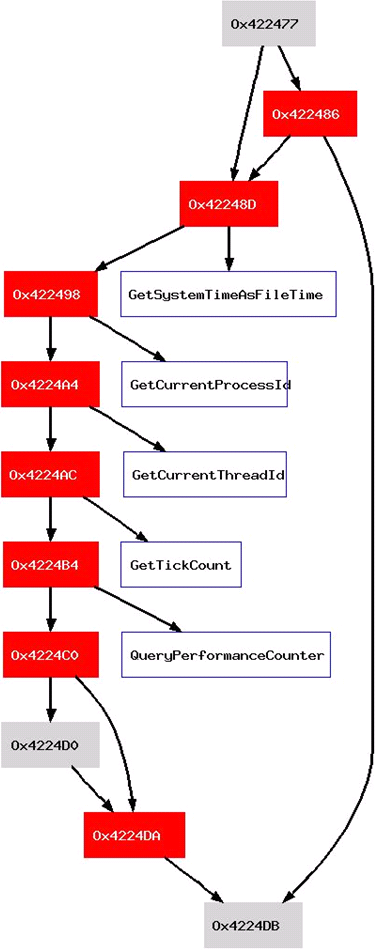 0x422477
0x422486
0x42248D
0x422498
GetSystemTimeAsFileTime
0x4224A4
GetCurrentProcessId
0x4224AC
GetCurrentThreadId
0x4224B4
GetTickCount
0x4224C0
QueryPerformanceCounter
0x4224D0
0x4224DA
0x4224DB